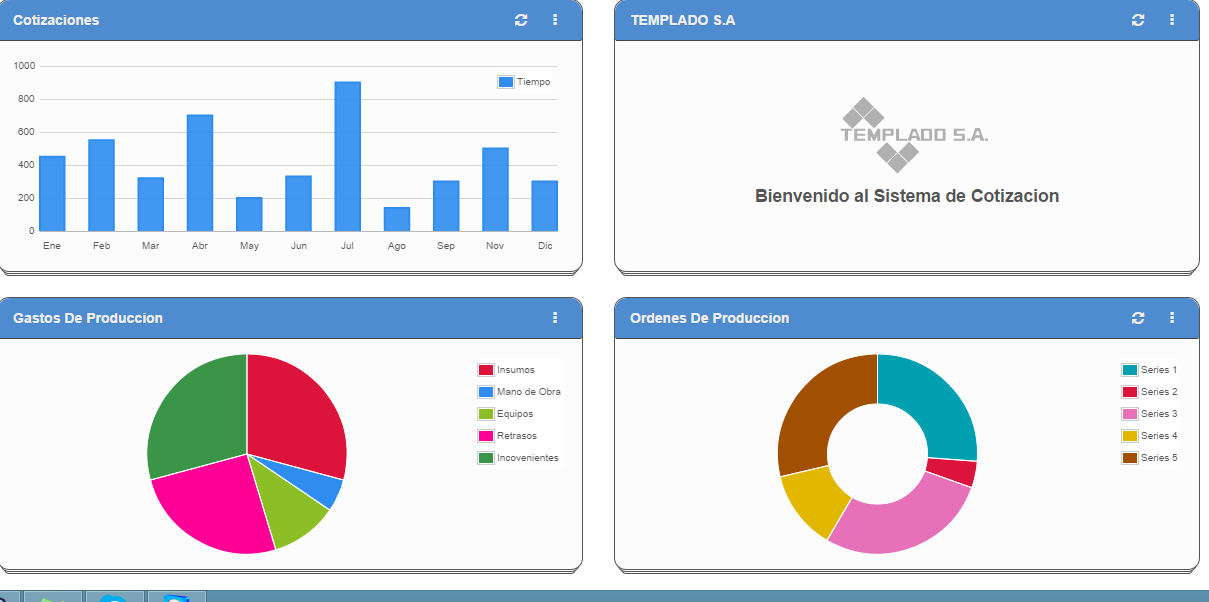 Cotizaciones
1000
800
600
400
200
0
Tiempo
Ene Feb Mar Abr May Jun Jul Ago Sep Nov Dic
TEMPLADO S.A
TEMPLADO S.A.
Bienvenido al Sistema de Cotizacion
Gastos De Produccion
Insumos
Mano de Obra
Equipos
Retrasos
Incovenientes
Ordenes De Produccion
Series 1
Series 2
Series 3
Series 4
Series 5